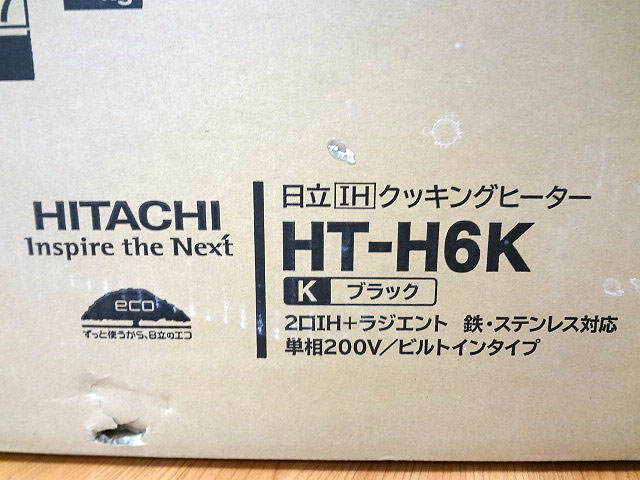 7
kg
HITACHI
Inspire the Next
eco
ずっと使うから、日立のエコ
日立IHクッキングヒーター
HT-H6K
K ブラック
2口IH+ラジエント 鉄・ステンレス対応
単相200V/ビルトインタイプ